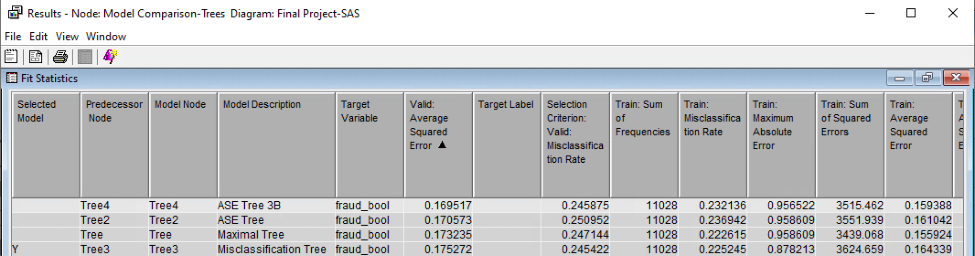 Results - Node: Model Comparison-Trees Diagram: Final Project-SAS
File Edit View Window
Fit Statistics
Selected Model Predecessor Node Model Node Model Description Target Variable Valid: Average Squared Error ▲ Target Label Selection Criterion: Valid: Misclassifica tion Rate Train: Sum of Frequencies Train: Misclassifica tion Rate Train: Maximum Absolute Error Train: Sum of Squared Errors Train: Average Squared Error
Tree4 Tree4 ASE Tree 3B fraud_bool 0.169517 0.245875 11028 0.232136 0.956522 3515.462 0.159388
Tree2 Tree2 ASE Tree fraud_bool 0.170573 0.250952 11028 0.236942 0.958609 3551.939 0.161042
Tree Tree Maximal Tree fraud_bool 0.173235 0.247144 11028 0.222615 0.958609 3439.068 0.155924
Y Tree3 Tree3 Misclassification Tree fraud_bool 0.175272 0.245422 11028 0.225245 0.878213 3624.659 0.164339